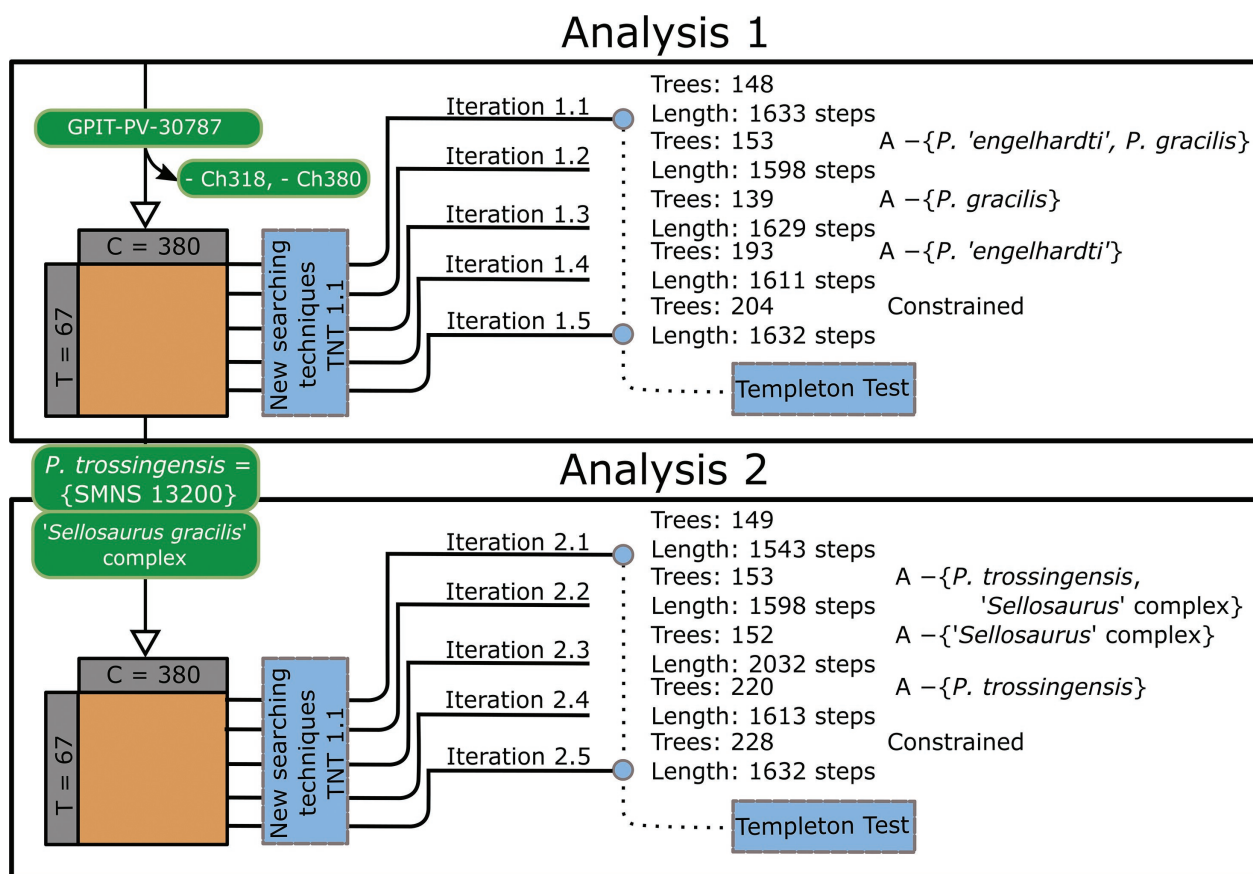 Analysis 1
GPIT-PV-30787
- Ch318, - Ch380
C = 380
T = 67
New searching
techniques
TNT 1.1
Iteration 1.1
Iteration 1.2
Iteration 1.3
Iteration 1.4
Iteration 1.5
Trees: 148
Length: 1633 steps
Trees: 153 A −{P. 'engelhardti', P. gracilis}
Length: 1598 steps
Trees: 139 A −{P. gracilis}
Length: 1629 steps
Trees: 193 A −{P. 'engelhardti'}
Length: 1611 steps
Trees: 204 Constrained
Length: 1632 steps
Templeton Test
P. trossingensis =
{SMNS 13200}
'Sellosaurus gracilis'
complex
Analysis 2
C = 380
T = 67
New searching
techniques
TNT 1.1
Iteration 2.1
Iteration 2.2
Iteration 2.3
Iteration 2.4
Iteration 2.5
Trees: 149
Length: 1543 steps
Trees: 153 A −{P. trossingensis,
Length: 1598 steps 'Sellosaurus' complex}
Trees: 152 A −{'Sellosaurus' complex}
Length: 2032 steps
Trees: 220 A −{P. trossingensis}
Length: 1613 steps
Trees: 228 Constrained
Length: 1632 steps
Templeton Test